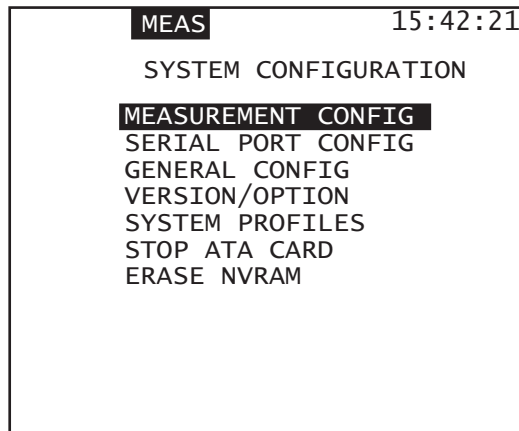 MEAS 15:42:21
SYSTEM CONFIGURATION
MEASUREMENT CONFIG
SERIAL PORT CONFIG
GENERAL CONFIG
VERSION/OPTION
SYSTEM PROFILES
STOP ATA CARD
ERASE NVRAM